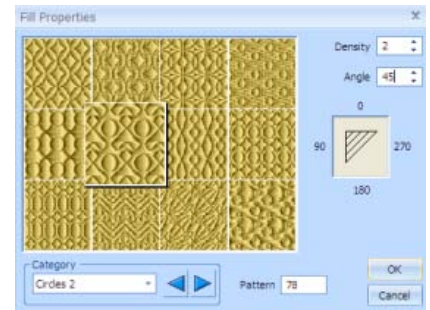 Fill Properties
Density 2
Angle 45
0
90 270
180
Category
Circles 2
Pattern 78
OK
Cancel